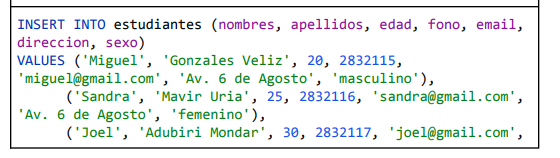 INSERT INTO estudiantes (nombres, apellidos, edad, fono, email,
direccion, sexo)
VALUES ('Miguel', 'Gonzales Veliz', 20, 2832115,
'miguel@gmail.com', 'Av. 6 de Agosto', 'masculino'),
('Sandra', 'Mavir Uria', 25, 2832116, 'sandra@gmail.com',
'Av. 6 de Agosto', 'femenino'),
('Joel', 'Adubiri Mondar', 30, 2832117, 'joel@gmail.com',